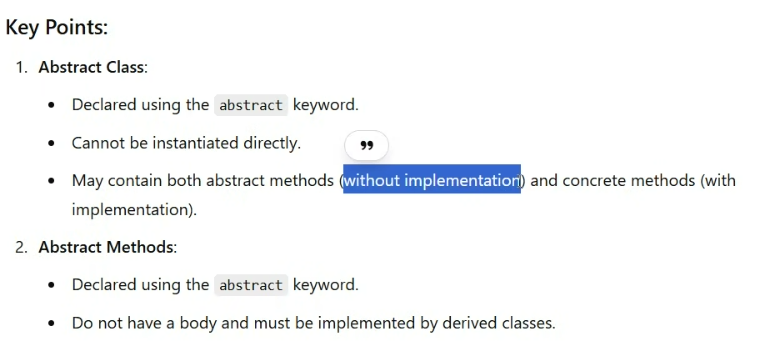 Key Points:
1. Abstract Class:
• Declared using the abstract keyword.
• Cannot be instantiated directly.
• May contain both abstract methods (without implementation) and concrete methods (with
implementation).
2. Abstract Methods:
• Declared using the abstract keyword.
• Do not have a body and must be implemented by derived classes.